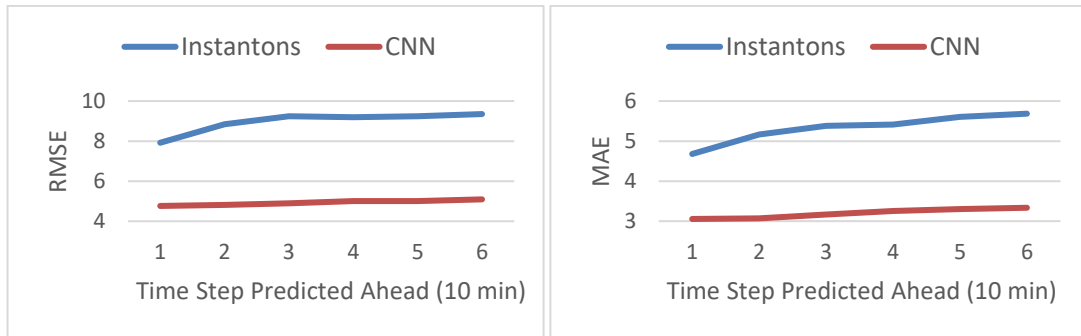 Instantons CNN
RMSE
10
8
6
4
1 2 3 4 5 6
Time Step Predicted Ahead (10 min)
Instantons CNN
MAE
6
5
4
3
1 2 3 4 5 6
Time Step Predicted Ahead (10 min)